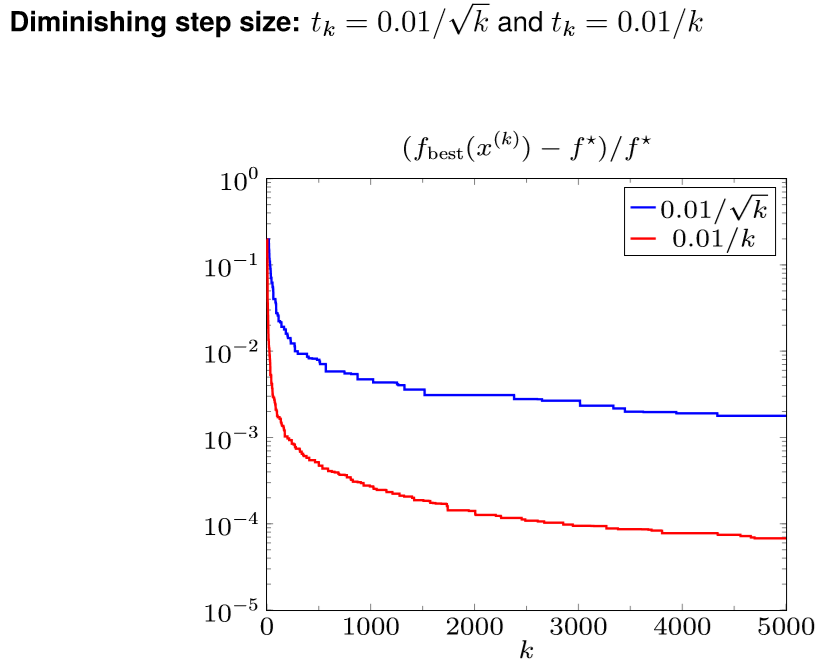 Diminishing step size: t_k = 0.01/√k and t_k = 0.01/k
(f_best(x^(k)) − f⋆)/f⋆
10^0
0.01/√k
0.01/k
10^−1
10^−2
10^−3
10^−4
10^−5
0 1000 2000 3000 4000 5000
k